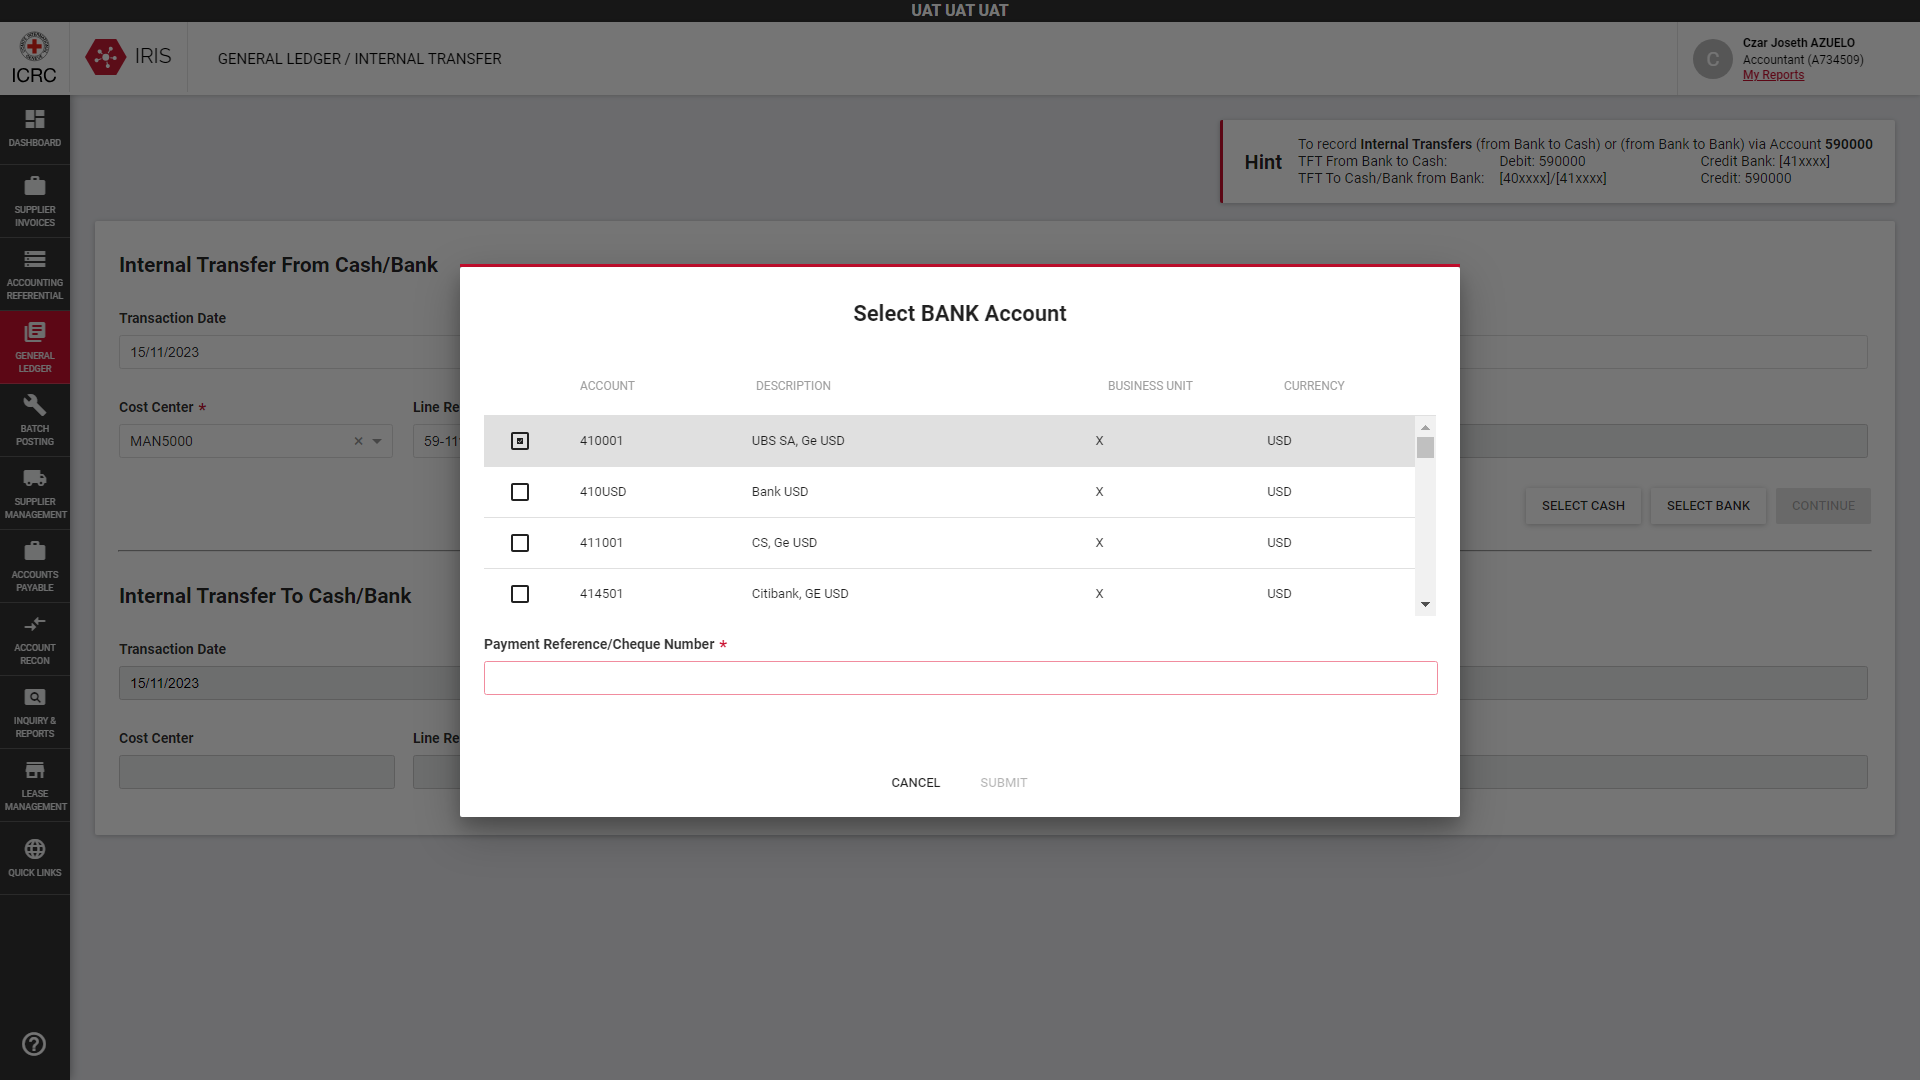 UAT UAT UAT
ICRC
IRIS
GENERAL LEDGER / INTERNAL TRANSFER
C
Czar Joseth AZUELO
Accountant (A734509)
My Reports
DASHBOARD
SUPPLIER
INVOICES
ACCOUNTING
REFERENTIAL
GENERAL
LEDGER
BATCH
POSTING
SUPPLIER
MANAGEMENT
ACCOUNTS
PAYABLE
ACCOUNT
RECON
INQUIRY &
REPORTS
LEASE
MANAGEMENT
QUICK LINKS
Hint
To record Internal Transfers (from Bank to Cash) or (from Bank to Bank) via Account 590000
TFT From Bank to Cash: Debit: 590000 Credit Bank: [41xxxx]
TFT To Cash/Bank from Bank: [40xxxx]/[41xxxx] Credit: 590000
Internal Transfer From Cash/Bank
Transaction Date
15/11/2023
Cost Center * Line Re
MAN5000 59-11
SELECT CASH SELECT BANK CONTINUE
Internal Transfer To Cash/Bank
Transaction Date
15/11/2023
Cost Center Line Re
Select BANK Account
ACCOUNT DESCRIPTION BUSINESS UNIT CURRENCY
410001 UBS SA, Ge USD X USD
410USD Bank USD X USD
411001 CS, Ge USD X USD
414501 Citibank, GE USD X USD
Payment Reference/Cheque Number *
CANCEL SUBMIT